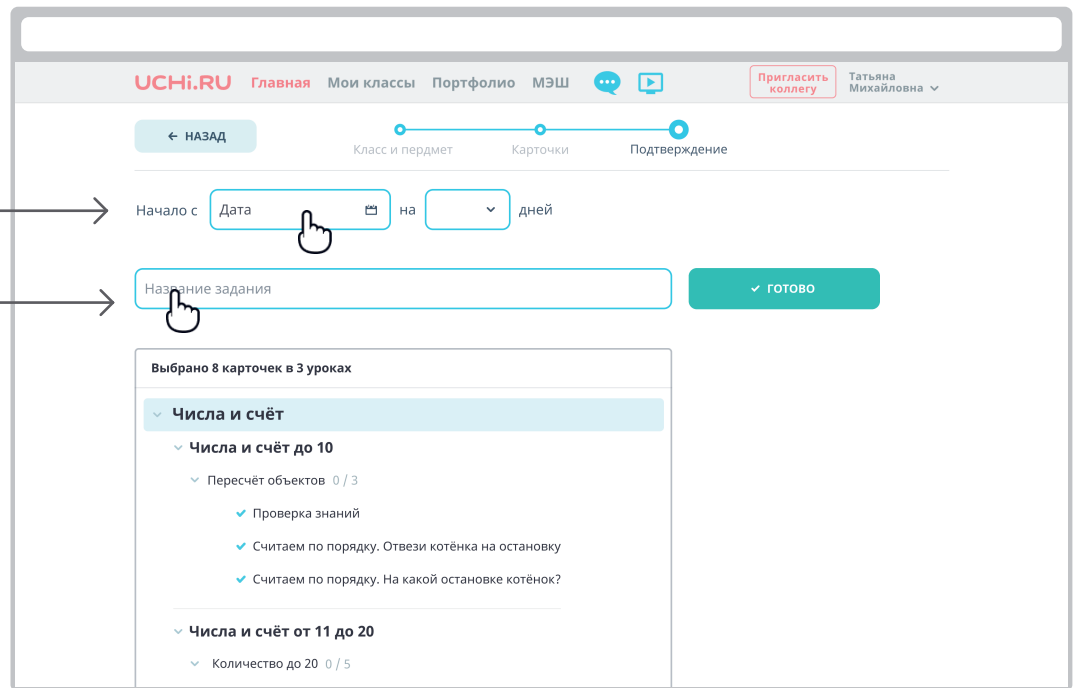 UCHi.RU Главная Мои классы Портфолио МЭШ Пригласить коллегу Татьяна Михайловна
← НАЗАД
Класс и пердмет Карточки Подтверждение
Начало с Дата на дней
Название задания ГОТОВО
Выбрано 8 карточек в 3 уроках
Числа и счёт
Числа и счёт до 10
Пересчёт объектов 0 / 3
Проверка знаний
Считаем по порядку. Отвези котёнка на остановку
Считаем по порядку. На какой остановке котёнок?
Числа и счёт от 11 до 20
Количество до 20 0 / 5